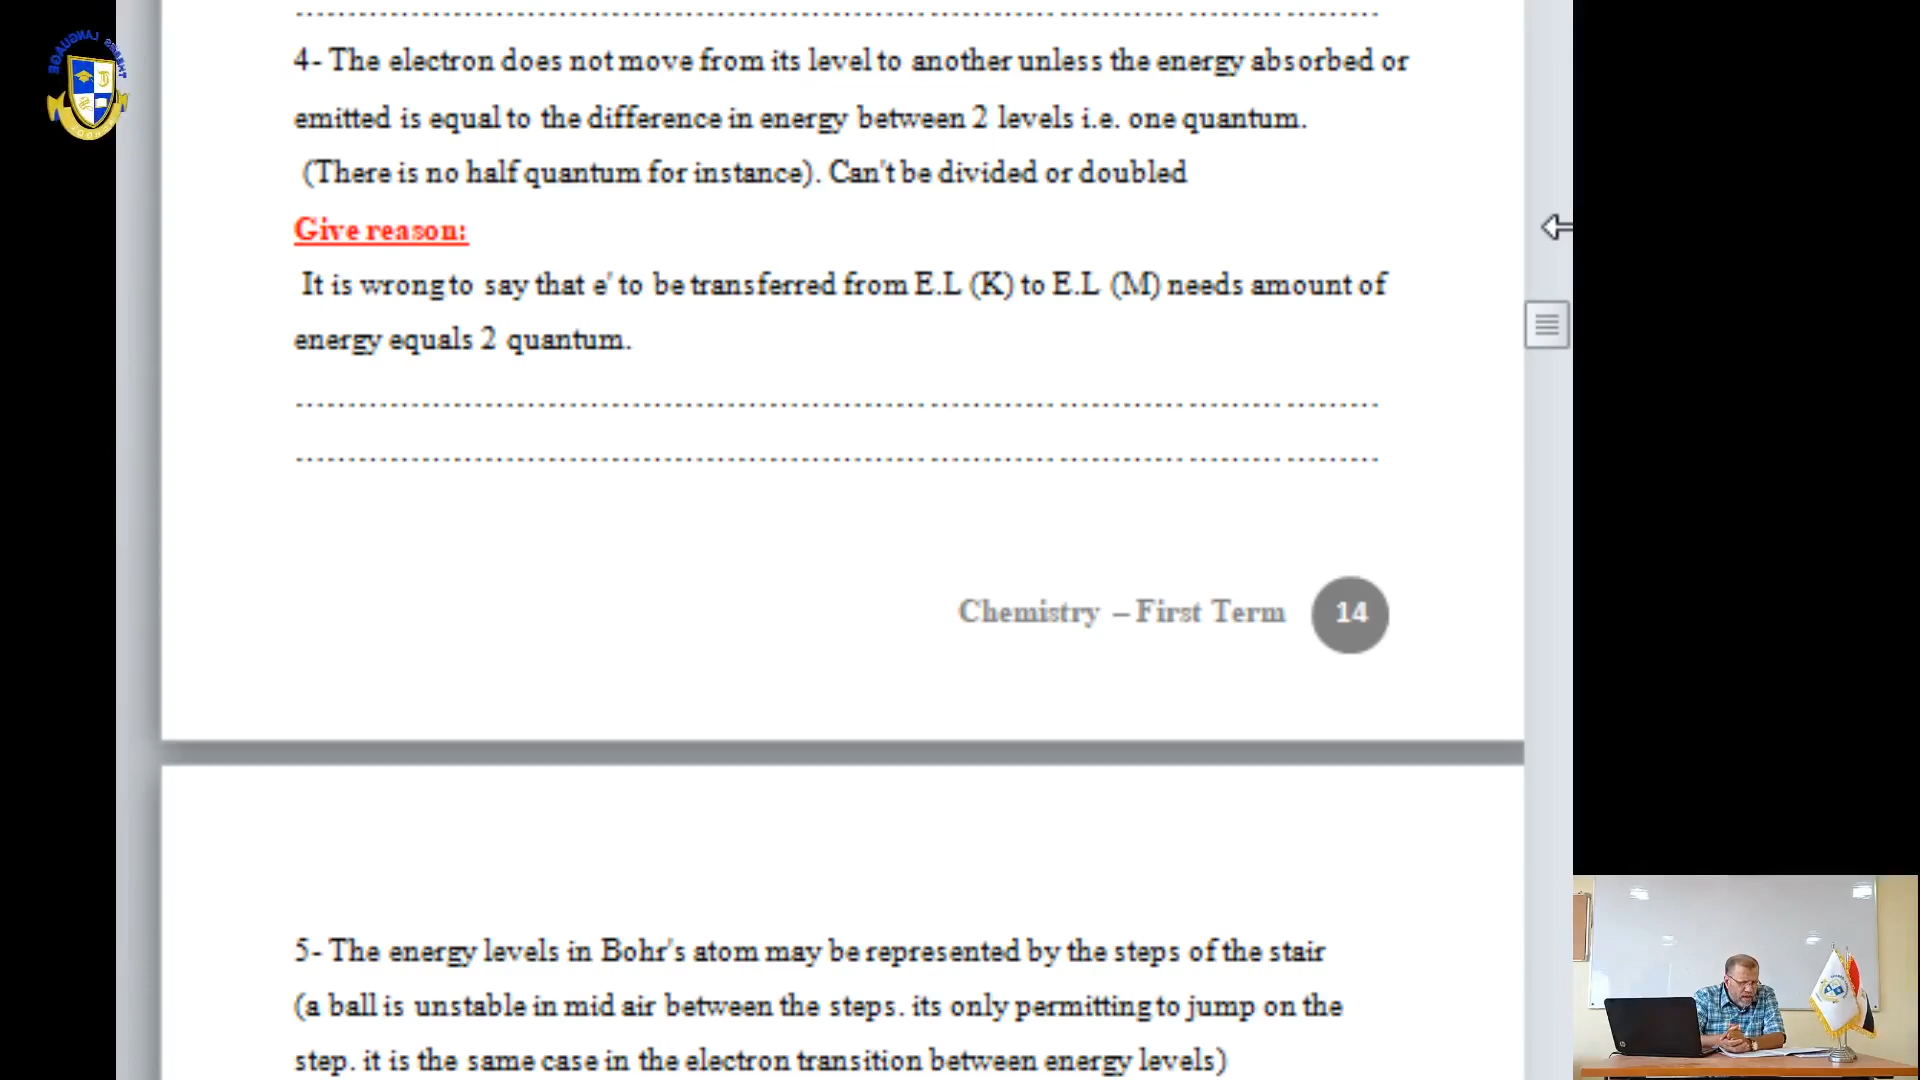 4- The electron does not move from its level to another unless the energy absorbed or
emitted is equal to the difference in energy between 2 levels i.e. one quantum.
(There is no half quantum for instance). Can't be divided or doubled
Give reason:
It is wrong to say that e' to be transferred from E.L (K) to E.L (M) needs amount of
energy equals 2 quantum.
Chemistry – First Term 14
5- The energy levels in Bohr's atom may be represented by the steps of the stair
(a ball is unstable in mid air between the steps. its only permitting to jump on the
step. it is the same case in the electron transition between energy levels)